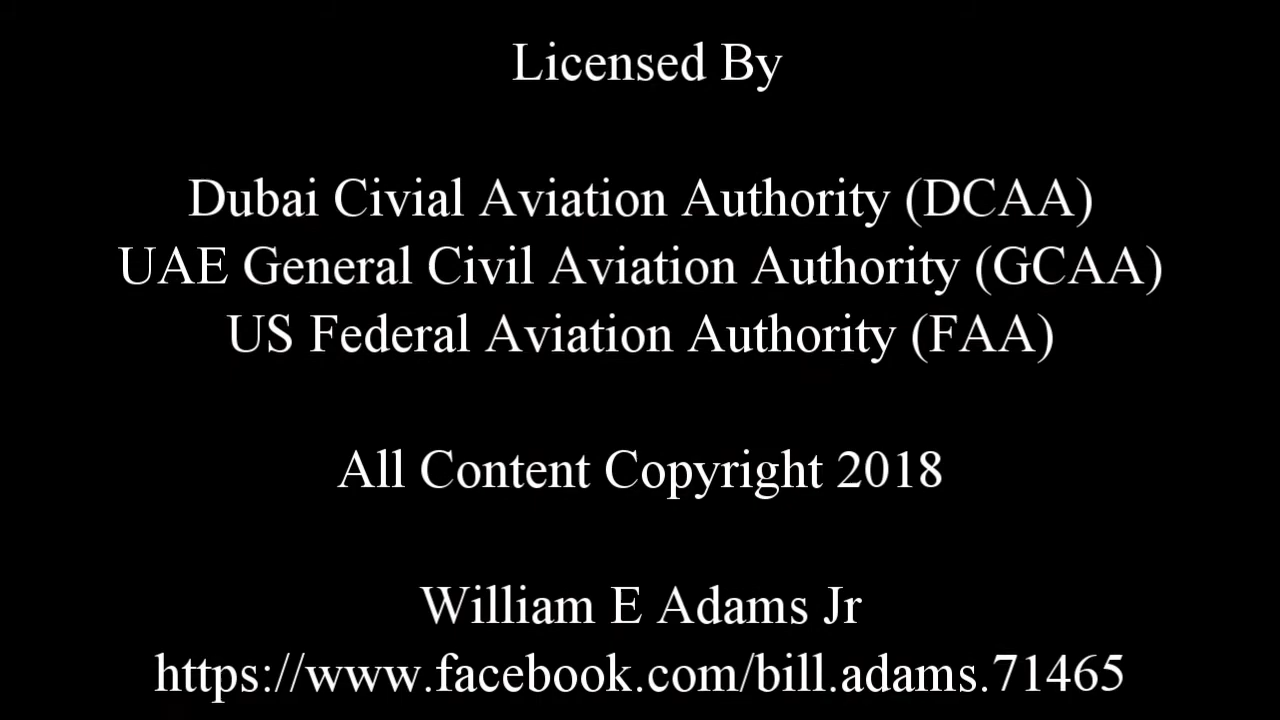 Licensed By
Dubai Civial Aviation Authority (DCAA)
UAE General Civil Aviation Authority (GCAA)
US Federal Aviation Authority (FAA)
All Content Copyright 2018
William E Adams Jr
https://www.facebook.com/bill.adams.71465